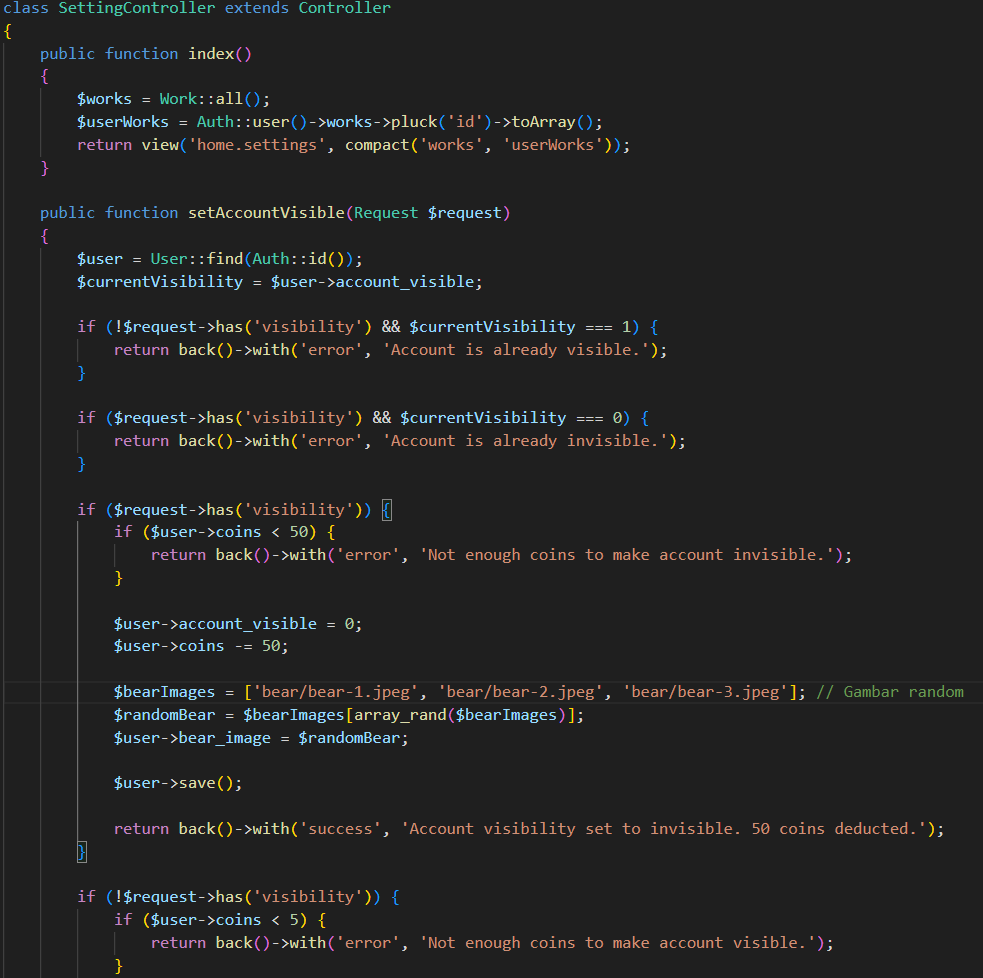 class SettingController extends Controller
{
    public function index()
    {
        $works = Work::all();
        $userWorks = Auth::user()->works->pluck('id')->toArray();
        return view('home.settings', compact('works', 'userWorks'));
    }

    public function setAccountVisible(Request $request)
    {
        $user = User::find(Auth::id());
        $currentVisibility = $user->account_visible;

        if (!$request->has('visibility') && $currentVisibility === 1) {
            return back()->with('error', 'Account is already visible.');
        }

        if ($request->has('visibility') && $currentVisibility === 0) {
            return back()->with('error', 'Account is already invisible.');
        }

        if ($request->has('visibility')) {
            if ($user->coins < 50) {
                return back()->with('error', 'Not enough coins to make account invisible.');
            }

            $user->account_visible = 0;
            $user->coins -= 50;

            $bearImages = ['bear/bear-1.jpeg', 'bear/bear-2.jpeg', 'bear/bear-3.jpeg']; // Gambar random
            $randomBear = $bearImages[array_rand($bearImages)];
            $user->bear_image = $randomBear;

            $user->save();

            return back()->with('success', 'Account visibility set to invisible. 50 coins deducted.');
        }

        if (!$request->has('visibility')) {
            if ($user->coins < 5) {
                return back()->with('error', 'Not enough coins to make account visible.');
            }